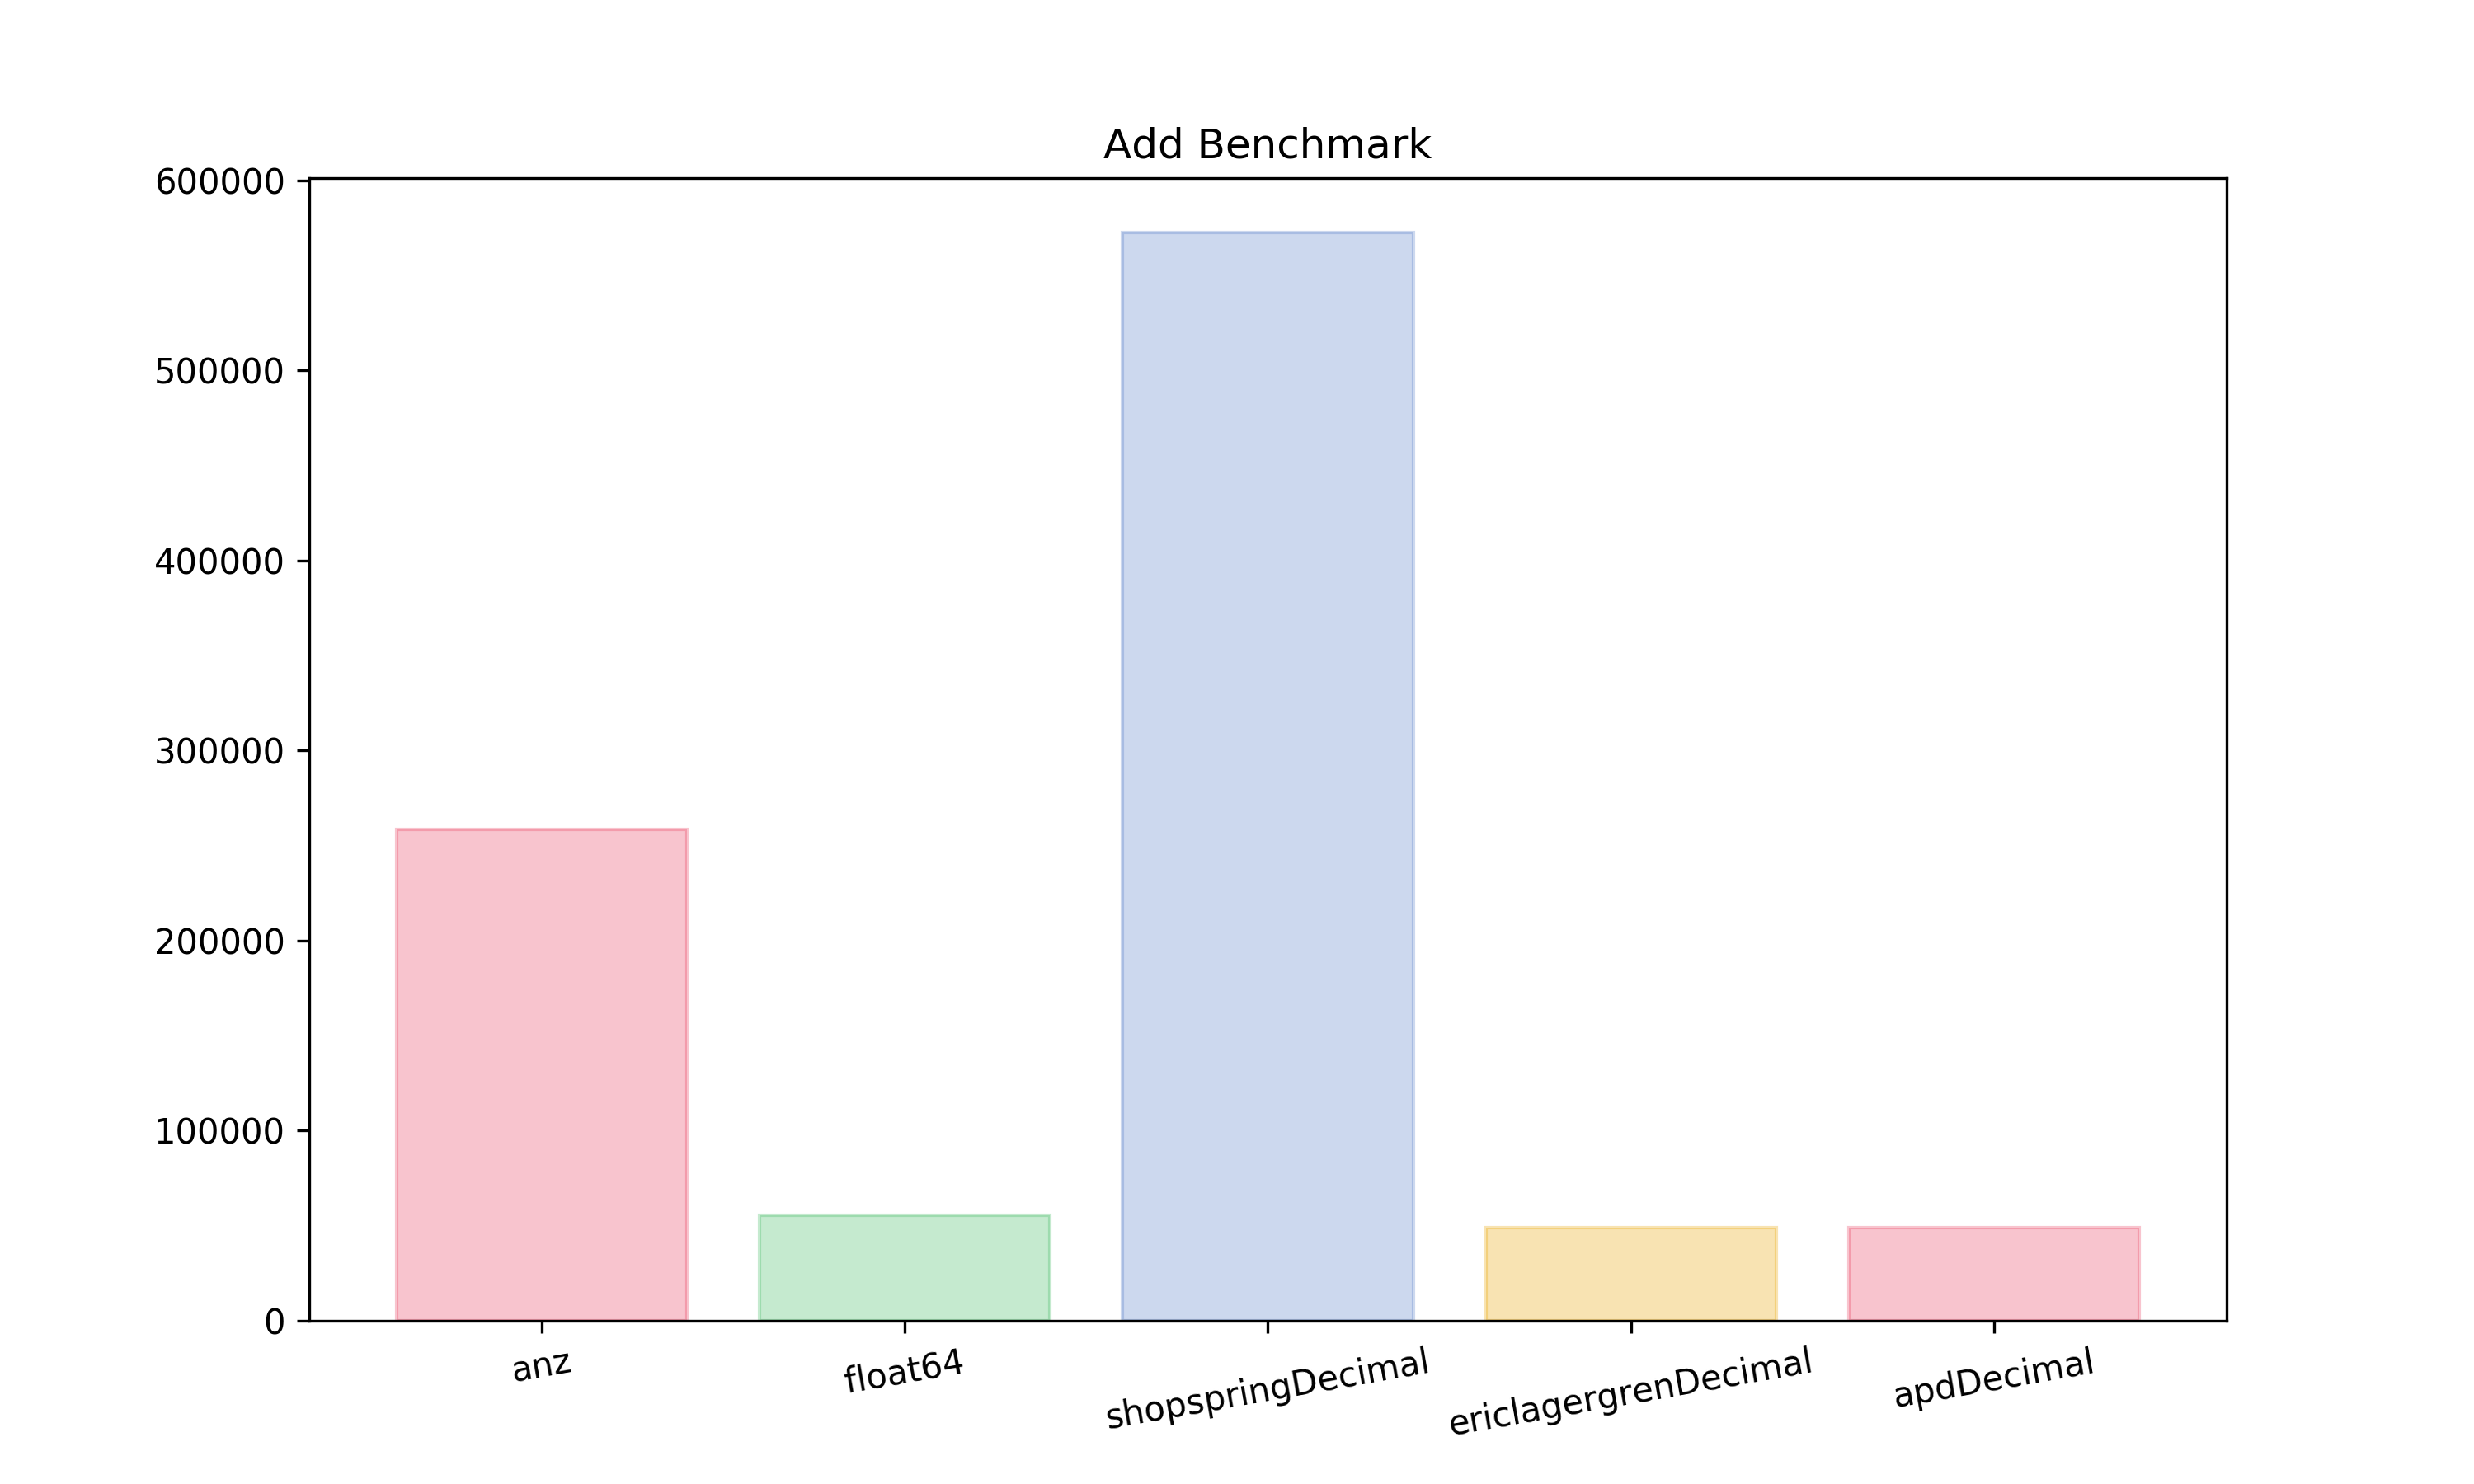 Add Benchmark
600000
500000
400000
300000
200000
100000
0
anz
float64
shopspringDecimal
ericlagergrenDecimal
apdDecimal